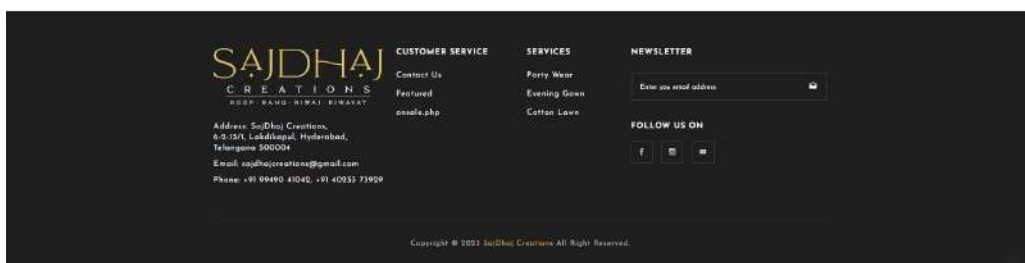 SAJDHAJ
CREATIONS
ROOP · RANG · RIWAJ · RIWAYAT
Address: SajDhaj Creations,
6-2-15/1, Lakdikapul, Hyderabad,
Telangana 500004
Email: sajdhajcreations@gmail.com
Phone: +91 99490 41042, +91 40233 73929
CUSTOMER SERVICE
Contact Us
Featured
onsale.php
SERVICES
Party Wear
Evening Gown
Cotton Lawn
NEWSLETTER
Enter you email address
FOLLOW US ON
Copyright © 2023 SajDhaj Creations All Right Reserved.